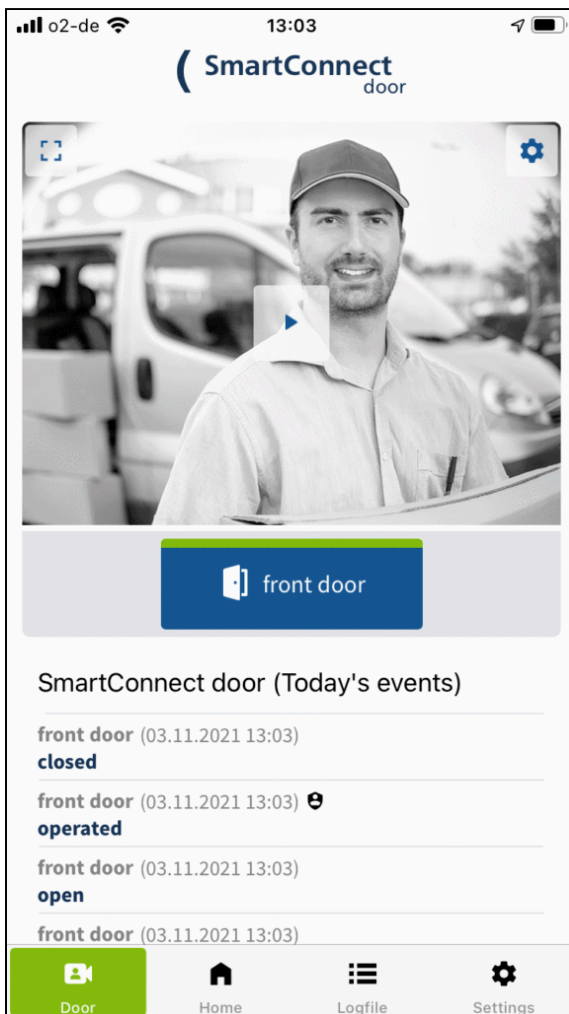 o2-de 13:03
SmartConnect
door
front door
SmartConnect door (Today's events)
front door (03.11.2021 13:03)
closed
front door (03.11.2021 13:03)
operated
front door (03.11.2021 13:03)
open
front door (03.11.2021 13:03)
Door Home Logfile Settings